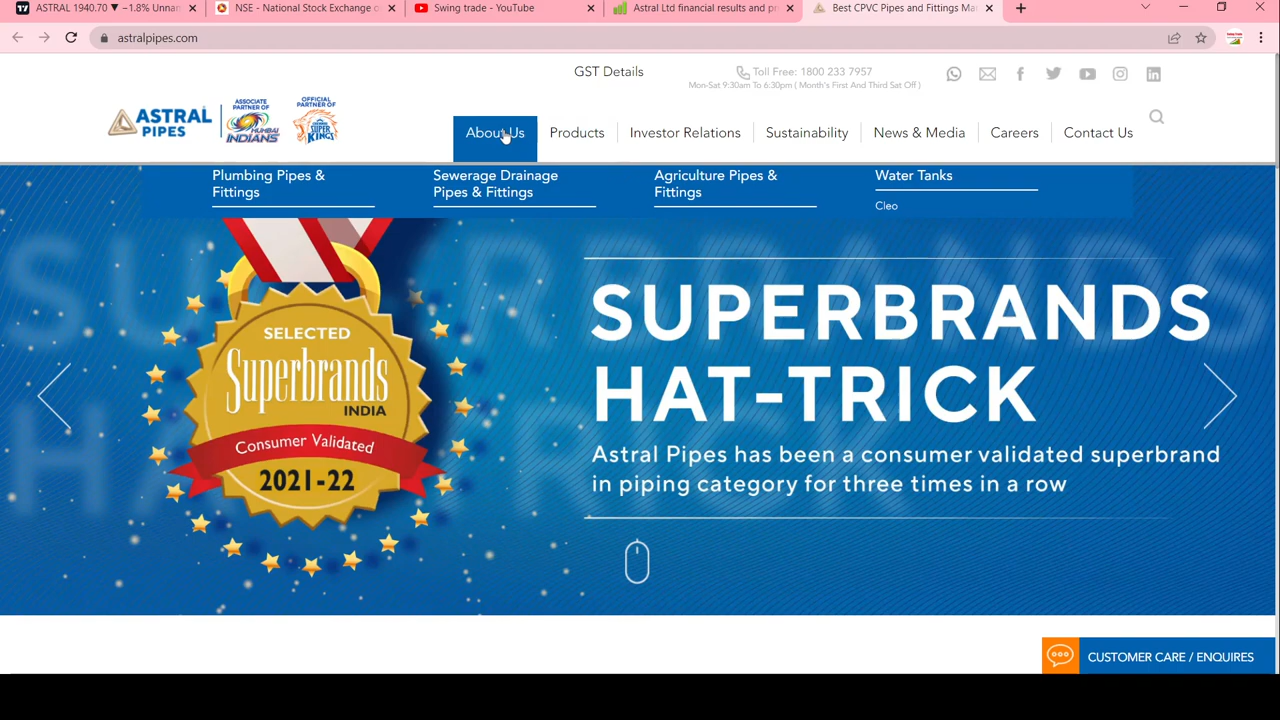 ASTRAL 1940.70 ▼ −1.8% Unnan
NSE - National Stock Exchange o
Swing trade - YouTube
Astral Ltd financial results and pr
Best CPVC Pipes and Fittings Ma
astralpipes.com
GST Details
Toll Free: 1800 233 7957
Mon-Sat 9:30am To 6:30pm ( Month's First And Third Sat Off )
ASTRAL
PIPES
ASSOCIATE
PARTNER OF
MUMBAI
INDIANS
OFFICIAL
PARTNER OF
CHENNAI
SUPER
KINGS
About Us
Products
Investor Relations
Sustainability
News & Media
Careers
Contact Us
Plumbing Pipes &
Fittings
Sewerage Drainage
Pipes & Fittings
Agriculture Pipes &
Fittings
Water Tanks
Cleo
SELECTED
Superbrands
INDIA
Consumer Validated
2021-22
SUPERBRANDS
HAT-TRICK
Astral Pipes has been a consumer validated superbrand
in piping category for three times in a row
CUSTOMER CARE / ENQUIRES